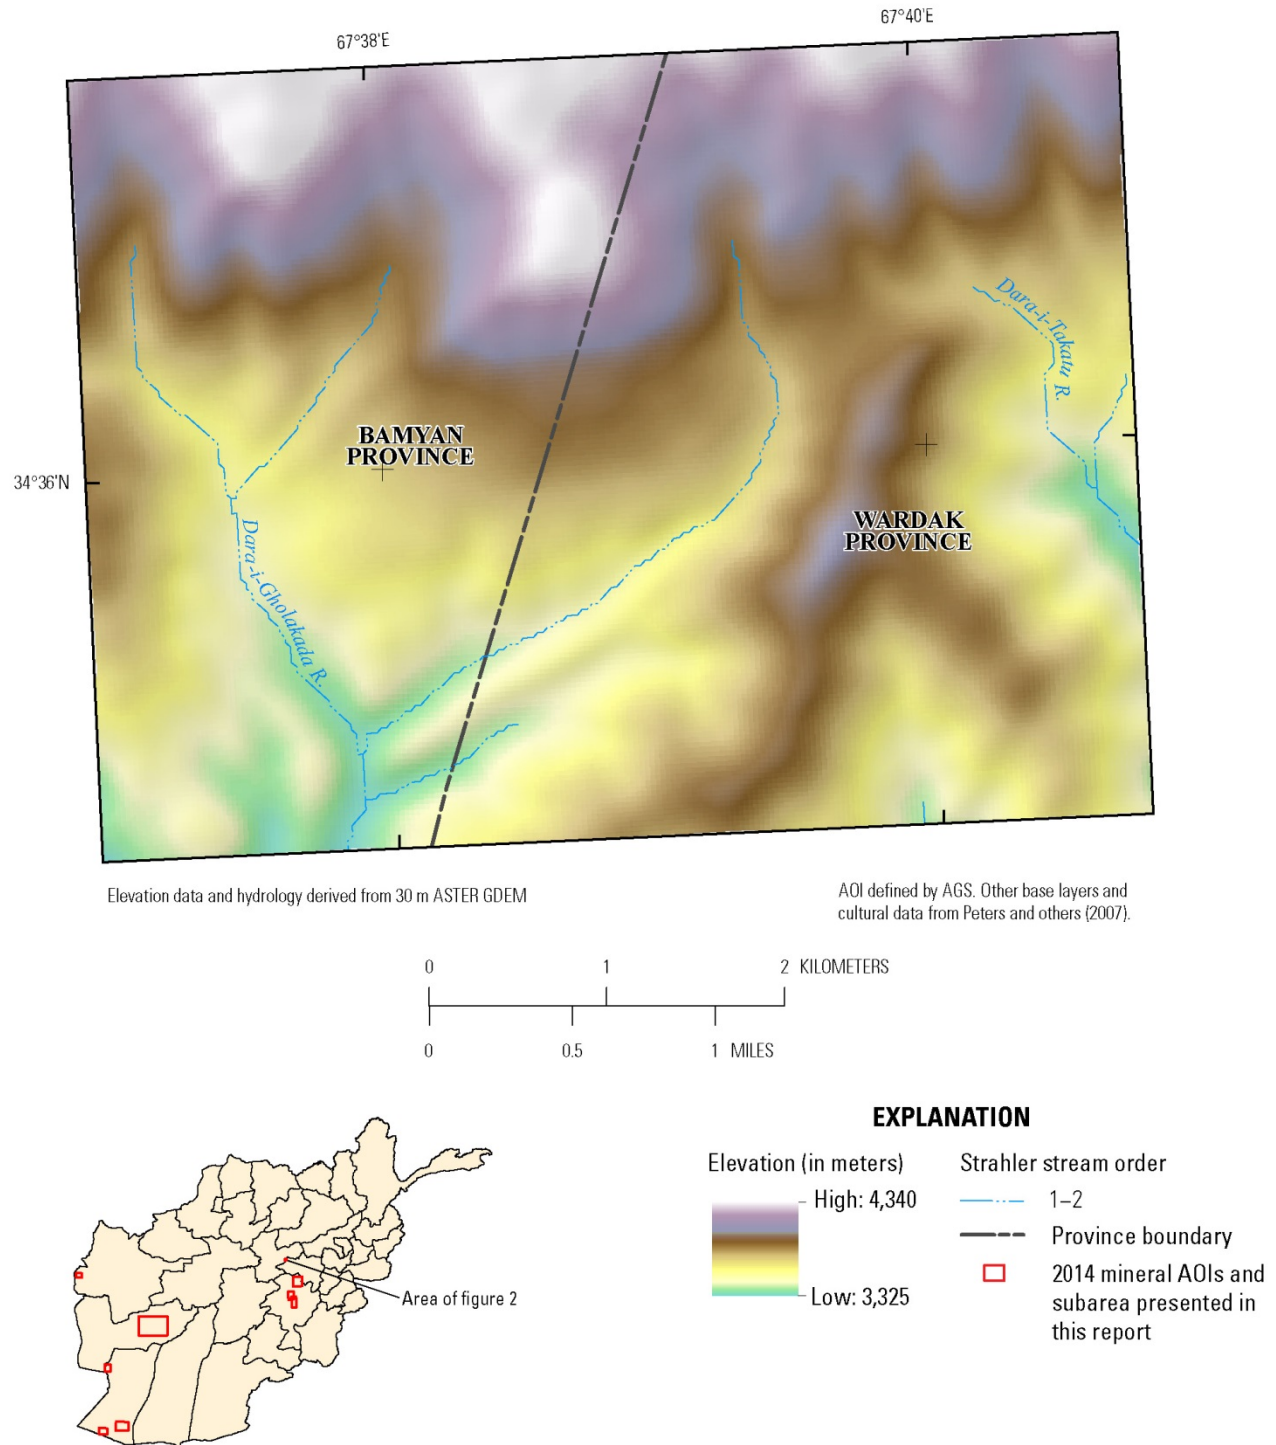 67°38'E
67°40'E
34°36'N
BAMYAN
PROVINCE
WARDAK
PROVINCE
Dara-i-Takatu R.
Dara-i-Gholakada R.
Elevation data and hydrology derived from 30 m ASTER GDEM
AOI defined by AGS. Other base layers and
cultural data from Peters and others (2007).
0 1 2 KILOMETERS
0 0.5 1 MILES
Area of figure 2
EXPLANATION
Elevation (in meters)
High: 4,340
Low: 3,325
Strahler stream order
1–2
Province boundary
2014 mineral AOIs and
subarea presented in
this report